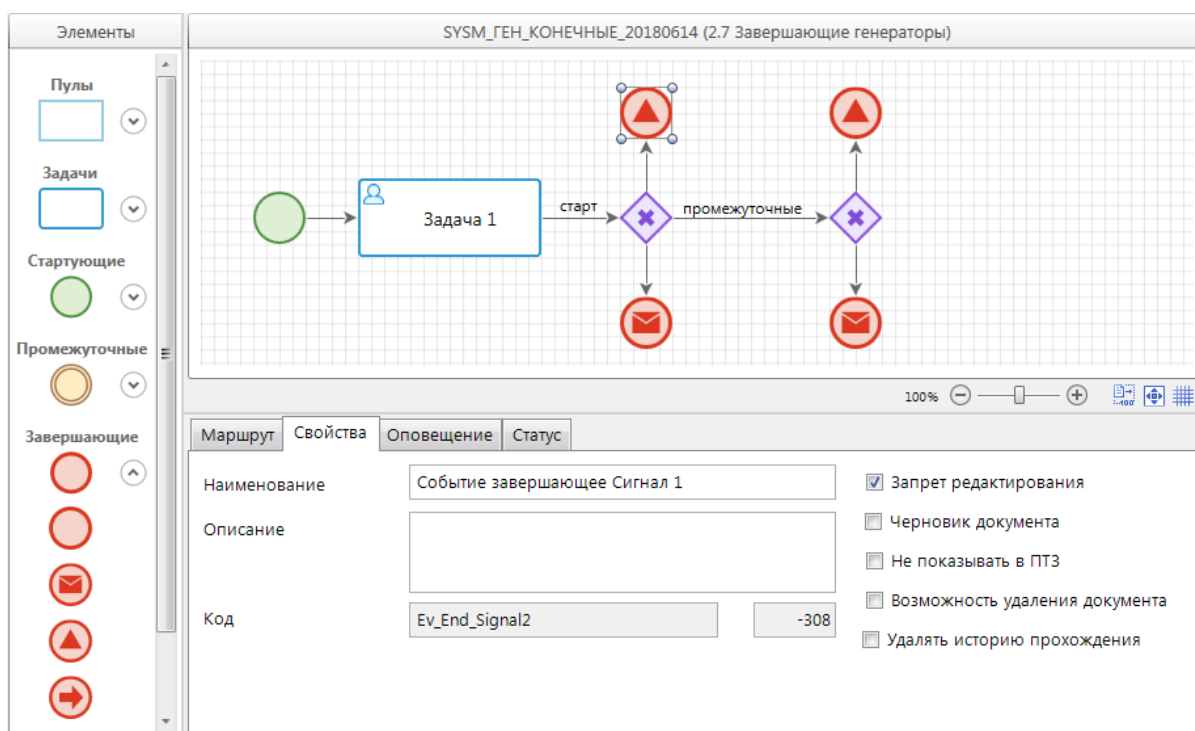 Элементы
SYSM_ГЕН_КОНЕЧНЫЕ_20180614 (2.7 Завершающие генераторы)
Пулы
Задачи
Стартующие
Промежуточные
Завершающие
Задача 1
старт
промежуточные
100%
Маршрут
Свойства
Оповещение
Статус
Наименование
Событие завершающее Сигнал 1
Описание
Код
Ev_End_Signal2
-308
Запрет редактирования
Черновик документа
Не показывать в ПТЗ
Возможность удаления документа
Удалять историю прохождения